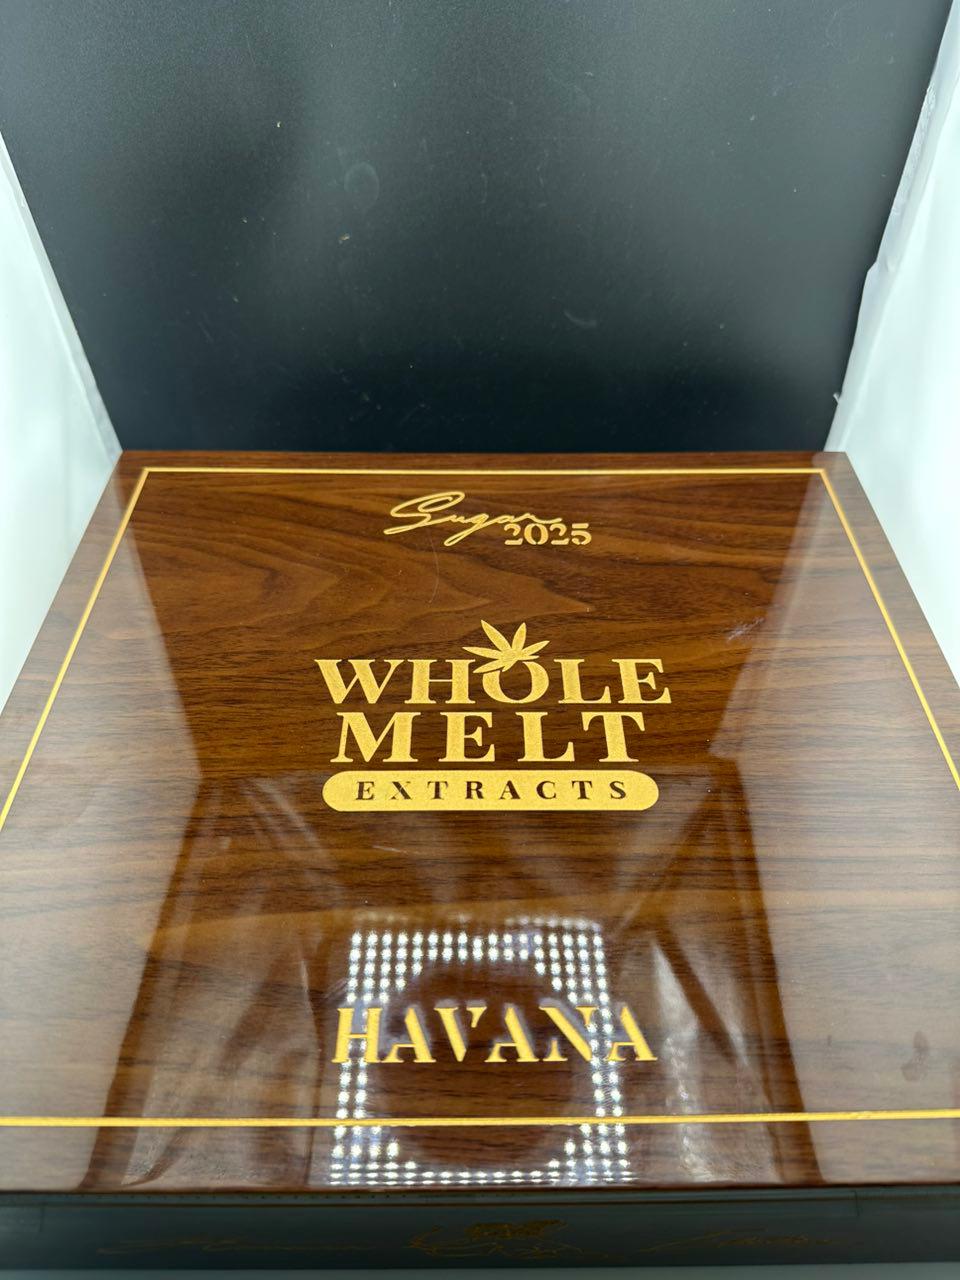 Sugar
2025
WHOLE
MELT
EXTRACTS
HAVANA